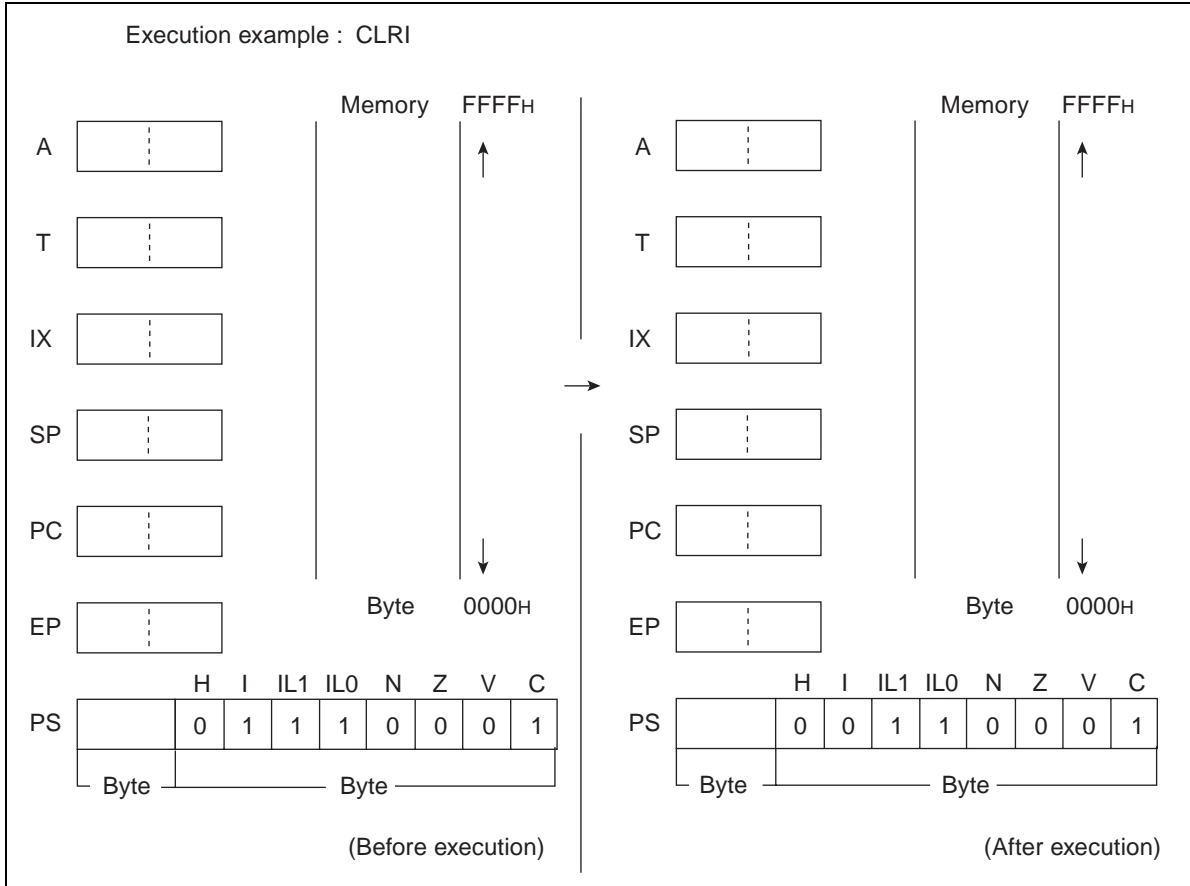 Execution example : CLRI
Memory FFFFH
A
T
IX
SP
PC
EP
Byte 0000H
H I IL1 IL0 N Z V C
PS 0 1 1 1 0 0 0 1
Byte Byte
(Before execution)
Memory FFFFH
A
T
IX
SP
PC
EP
Byte 0000H
H I IL1 IL0 N Z V C
PS 0 0 1 1 0 0 0 1
Byte Byte
(After execution)